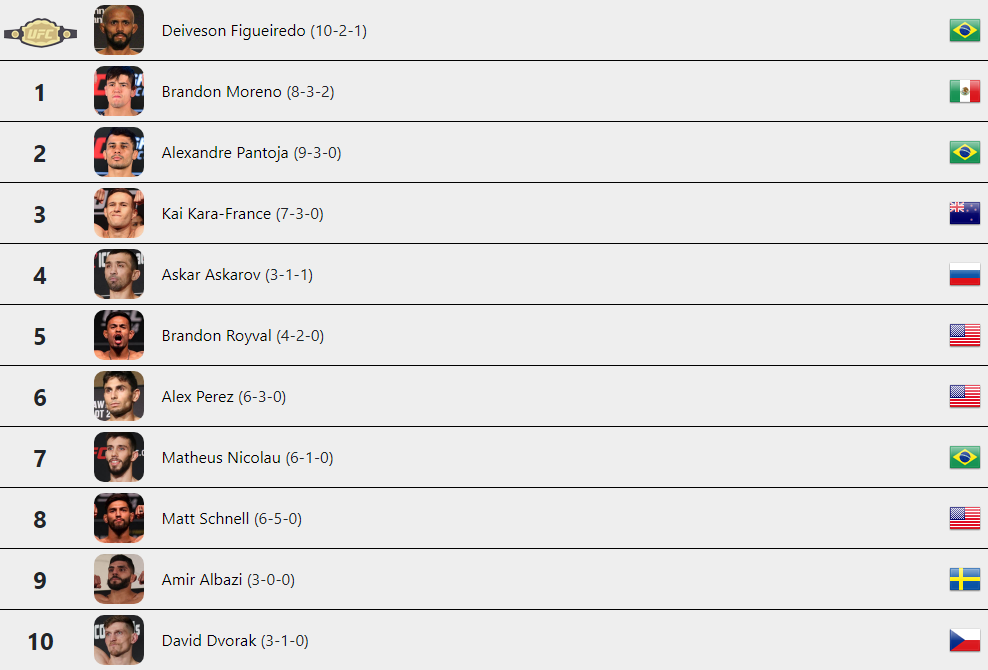 UFC
Deiveson Figueiredo (10-2-1)
1 Brandon Moreno (8-3-2)
2 Alexandre Pantoja (9-3-0)
3 Kai Kara-France (7-3-0)
4 Askar Askarov (3-1-1)
5 Brandon Royval (4-2-0)
6 Alex Perez (6-3-0)
7 Matheus Nicolau (6-1-0)
8 Matt Schnell (6-5-0)
9 Amir Albazi (3-0-0)
10 David Dvorak (3-1-0)